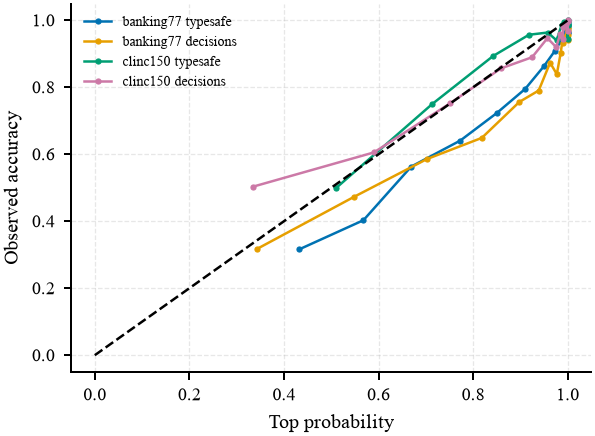 banking77 typesafe
banking77 decisions
clinc150 typesafe
clinc150 decisions
Observed accuracy
1.0
0.8
0.6
0.4
0.2
0.0
0.0 0.2 0.4 0.6 0.8 1.0
Top probability